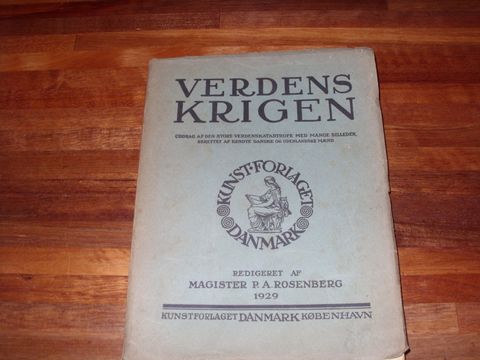 VERDENS
KRIGEN
UDDRAG AF DEN STORE VERDENSKATASTROFE MED MANGE BILLEDER,
BERETTET AF KENDTE DANSKE OG UDENLANDSKE MÆND
KUNST-FORLAGET
DANMARK
REDIGERET AF
MAGISTER P. A. ROSENBERG
1929
KUNSTFORLAGET DANMARK KØBENHAVN